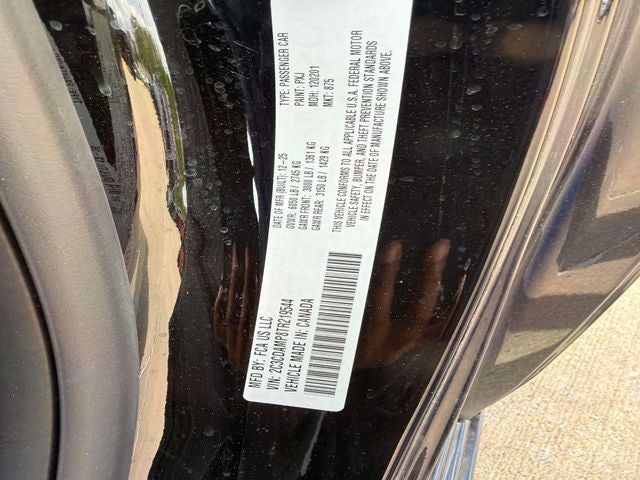 MFD BY: FCA US LLC
DATE OF MFR (BUILT): 12-25
TYPE: PASSENGER CAR
VIN: 2C3CDAMP8TR219544
GVWR: 6050 LB / 2745 KG
PAINT: PXJ
VEHICLE MADE IN: CANADA
GAWR FRONT: 3000 LB / 1361 KG
MDH: 120201
GAWR REAR: 3150 LB / 1429 KG
MKT: 875
THIS VEHICLE CONFORMS TO ALL APPLICABLE U.S.A. FEDERAL MOTOR
VEHICLE SAFETY, BUMPER, AND THEFT PREVENTION STANDARDS
IN EFFECT ON THE DATE OF MANUFACTURE SHOWN ABOVE.